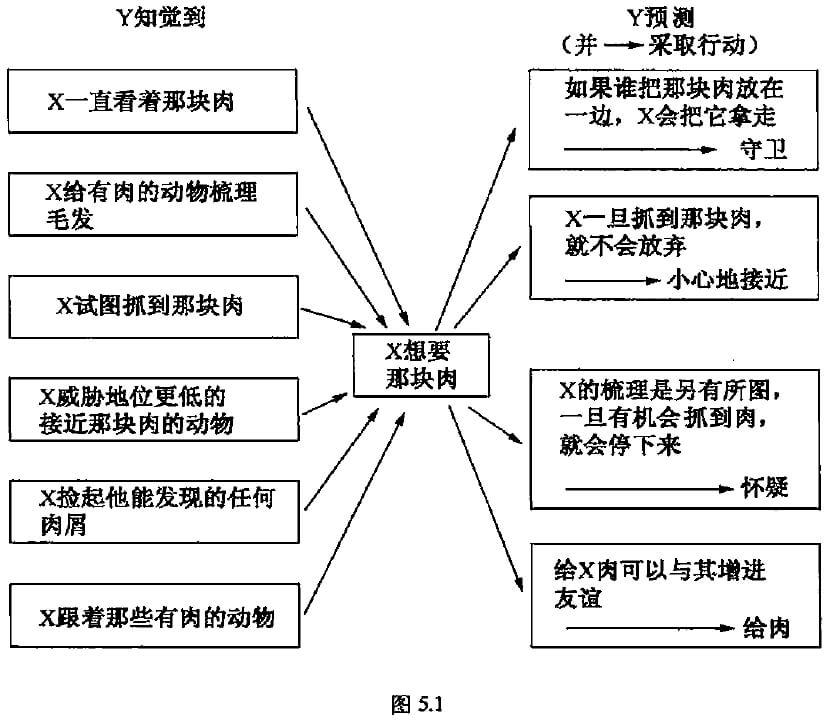 Y知觉到
X一直看着那块肉
X给有肉的动物梳理
毛发
X试图抓到那块肉
X威胁地位更低的
接近那块肉的动物
X捡起他能发现的任何
肉屑
X跟着那些有肉的动物
X想要
那块肉
Y预测
（并→采取行动）
如果谁把那块肉放在
一边，X会把它拿走
守卫
X一旦抓到那块肉，
就不会放弃
小心地接近
X的梳理是另有所图，
一旦有机会抓到肉，
就会停下来
怀疑
给X肉可以与其增进
友谊
给肉
图 5.1